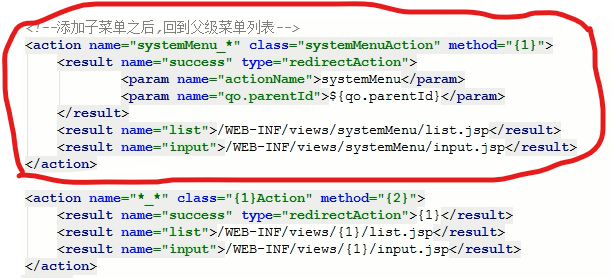 <!--添加子菜单之后,回到父级菜单列表-->
<action name="systemMenu_*" class="systemMenuAction" method="{1}">
<result name="success" type="redirectAction">
<param name="actionName">systemMenu</param>
<param name="qo.parentId">${qo.parentId}</param>
</result>
<result name="list">/WEB-INF/views/systemMenu/list.jsp</result>
<result name="input">/WEB-INF/views/systemMenu/input.jsp</result>
</action>
<action name="*_*" class="{1}Action" method="{2}">
<result name="success" type="redirectAction">{1}</result>
<result name="list">/WEB-INF/views/{1}/list.jsp</result>
<result name="input">/WEB-INF/views/{1}/input.jsp</result>
</action>